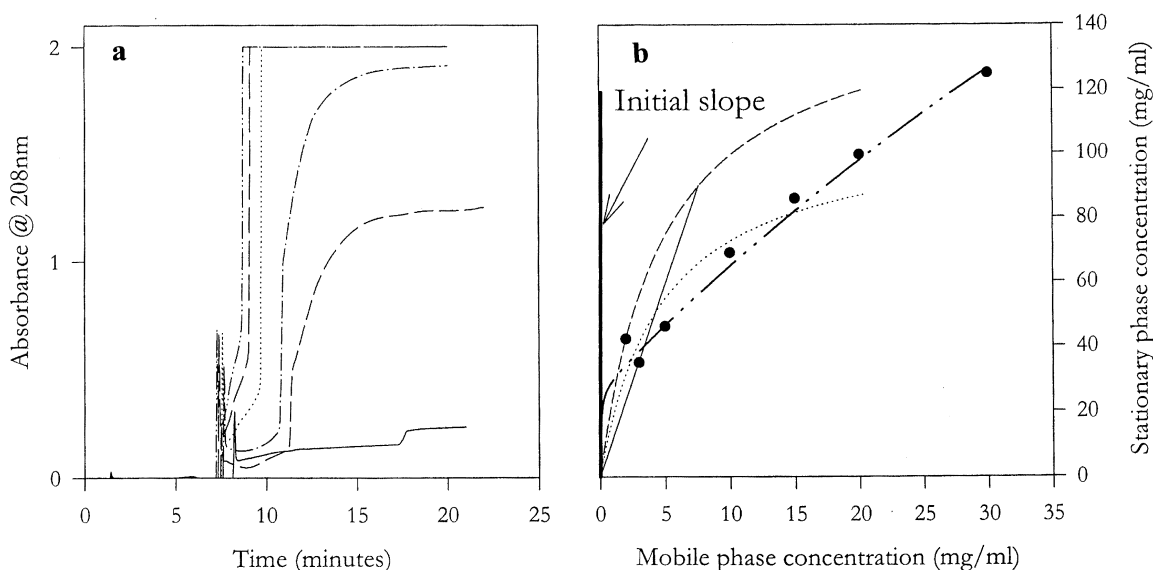 a
Absorbance @ 208nm
2
1
0
0 5 10 15 20 25
Time (minutes)
b
Initial slope
140
120
100
80
60
40
20
0
Stationary phase concentration (mg/ml)
0 5 10 15 20 25 30 35
Mobile phase concentration (mg/ml)